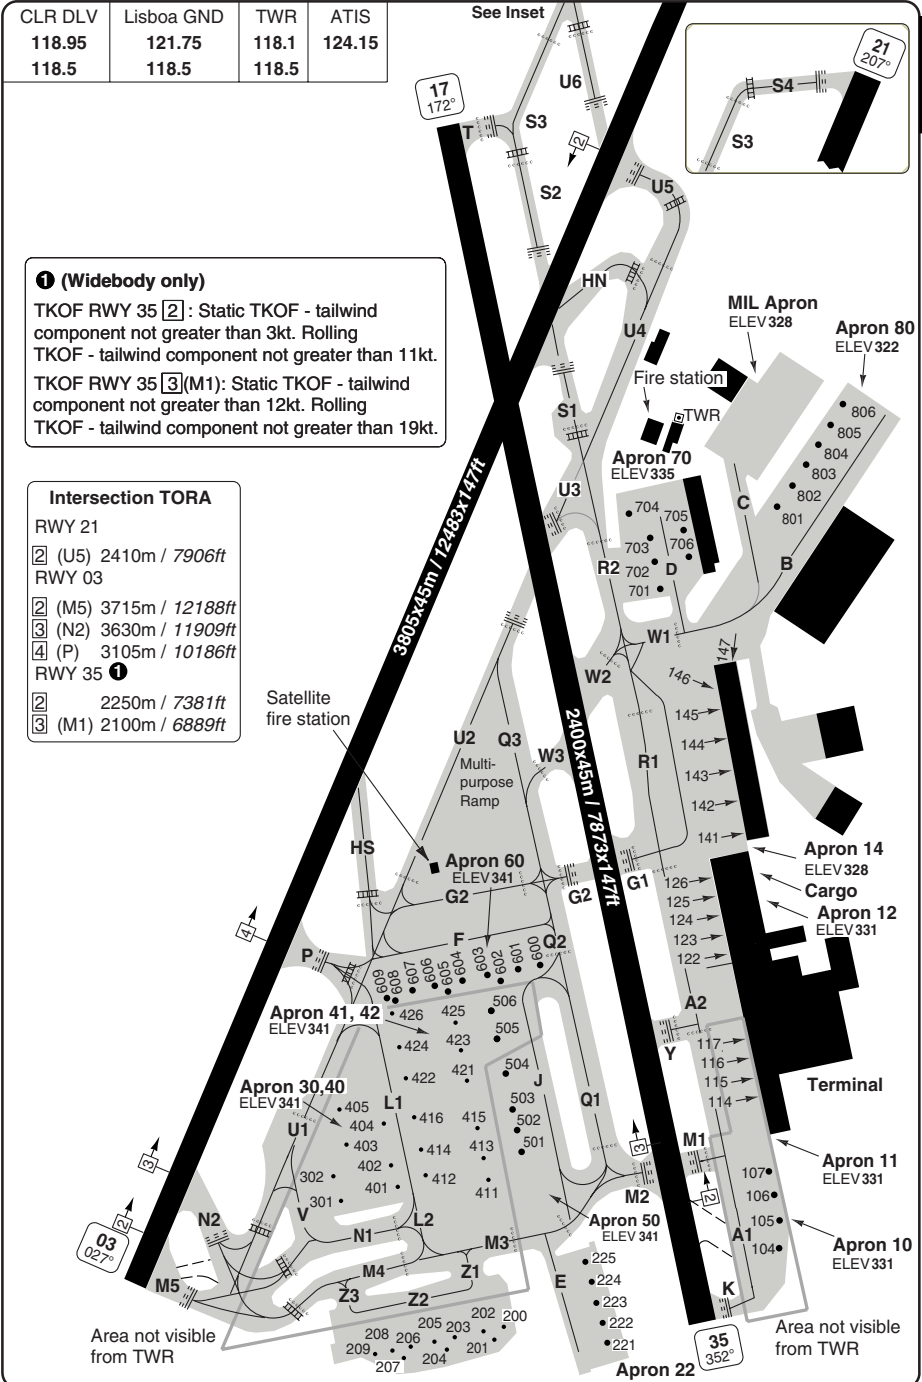 CLR DLV Lisboa GND TWR ATIS
118.95 121.75 118.1 124.15
118.5 118.5 118.5
See Inset
17
172°
T
S3
U6
2
S2
U5
21
207°
S4
S3
❶ (Widebody only)
TKOF RWY 35 2 : Static TKOF - tailwind
component not greater than 3kt. Rolling
TKOF - tailwind component not greater than 11kt.
TKOF RWY 35 3 (M1): Static TKOF - tailwind
component not greater than 12kt. Rolling
TKOF - tailwind component not greater than 19kt.
HN
U4
MIL Apron
ELEV 328
Apron 80
ELEV 322
Fire station
TWR
S1
806
805
804
803
802
801
Apron 70
ELEV 335
Intersection TORA
RWY 21
2 (U5) 2410m / 7906ft
RWY 03
2 (M5) 3715m / 12188ft
3 (N2) 3630m / 11909ft
4 (P) 3105m / 10186ft
RWY 35 ❶
2 2250m / 7381ft
3 (M1) 2100m / 6889ft
3805x45m / 12483x147ft
U3
704
705
703
706
702
701
D
C
B
R2
W1
W2
147
146
145
144
143
142
141
Satellite
fire station
U2
Q3
W3
Multi-
purpose
Ramp
2400x45m / 7873x147ft
R1
HS
Apron 60
ELEV 341
G2
G2
G1
Apron 14
ELEV 328
Cargo
Apron 12
ELEV 331
126
125
124
123
122
4
P
F
Q2
609
608
607
606
605
604
603
602
601
600
Apron 41, 42
ELEV 341
426
425
506
424
423
505
422
421
504
A2
Y
117
116
115
114
Terminal
Apron 30,40
ELEV 341
405
404
403
402
401
302
301
L1
416
415
414
413
412
411
503
502
501
J
Q1
U1
V
3
3
M1
M2
2
Apron 11
ELEV 331
107
106
105
104
A1
Apron 10
ELEV 331
03
027°
2
N2
M5
N1
L2
M3
M4
Z1
Z2
Z3
Apron 50
ELEV 341
E
225
224
223
222
221
K
35
352°
Area not visible
from TWR
209
208
207
206
205
204
203
202
201
200
Apron 22
Area not visible
from TWR